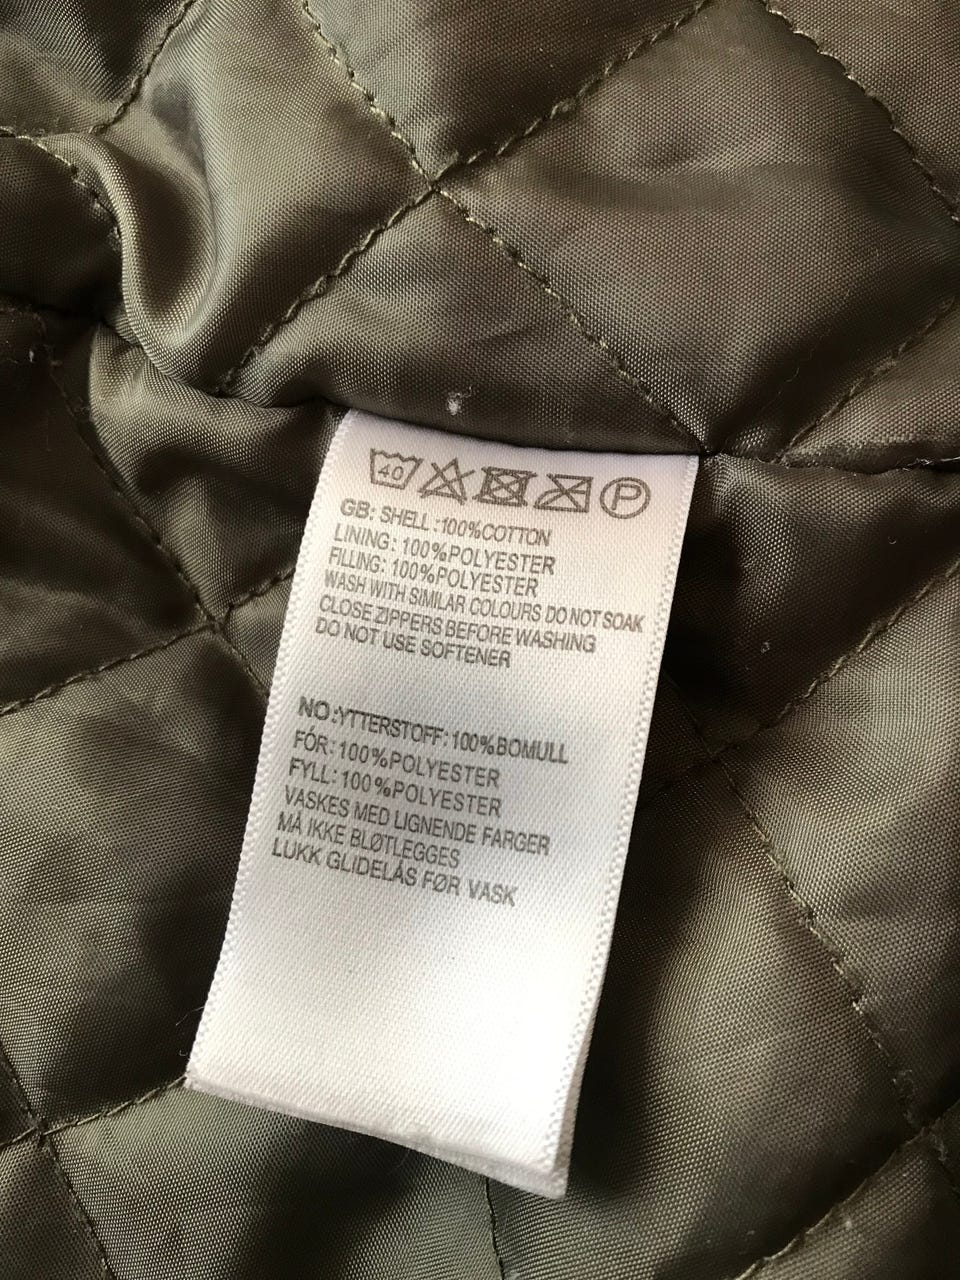 40 P
GB: SHELL :100%COTTON
LINING: 100%POLYESTER
FILLING: 100%POLYESTER
WASH WITH SIMILAR COLOURS DO NOT SOAK
CLOSE ZIPPERS BEFORE WASHING
DO NOT USE SOFTENER
NO:YTTERSTOFF: 100%BOMULL
FÓR: 100%POLYESTER
FYLL: 100%POLYESTER
VASKES MED LIGNENDE FARGER
MÅ IKKE BLØTLEGGES
LUKK GLIDELÅS FØR VASK